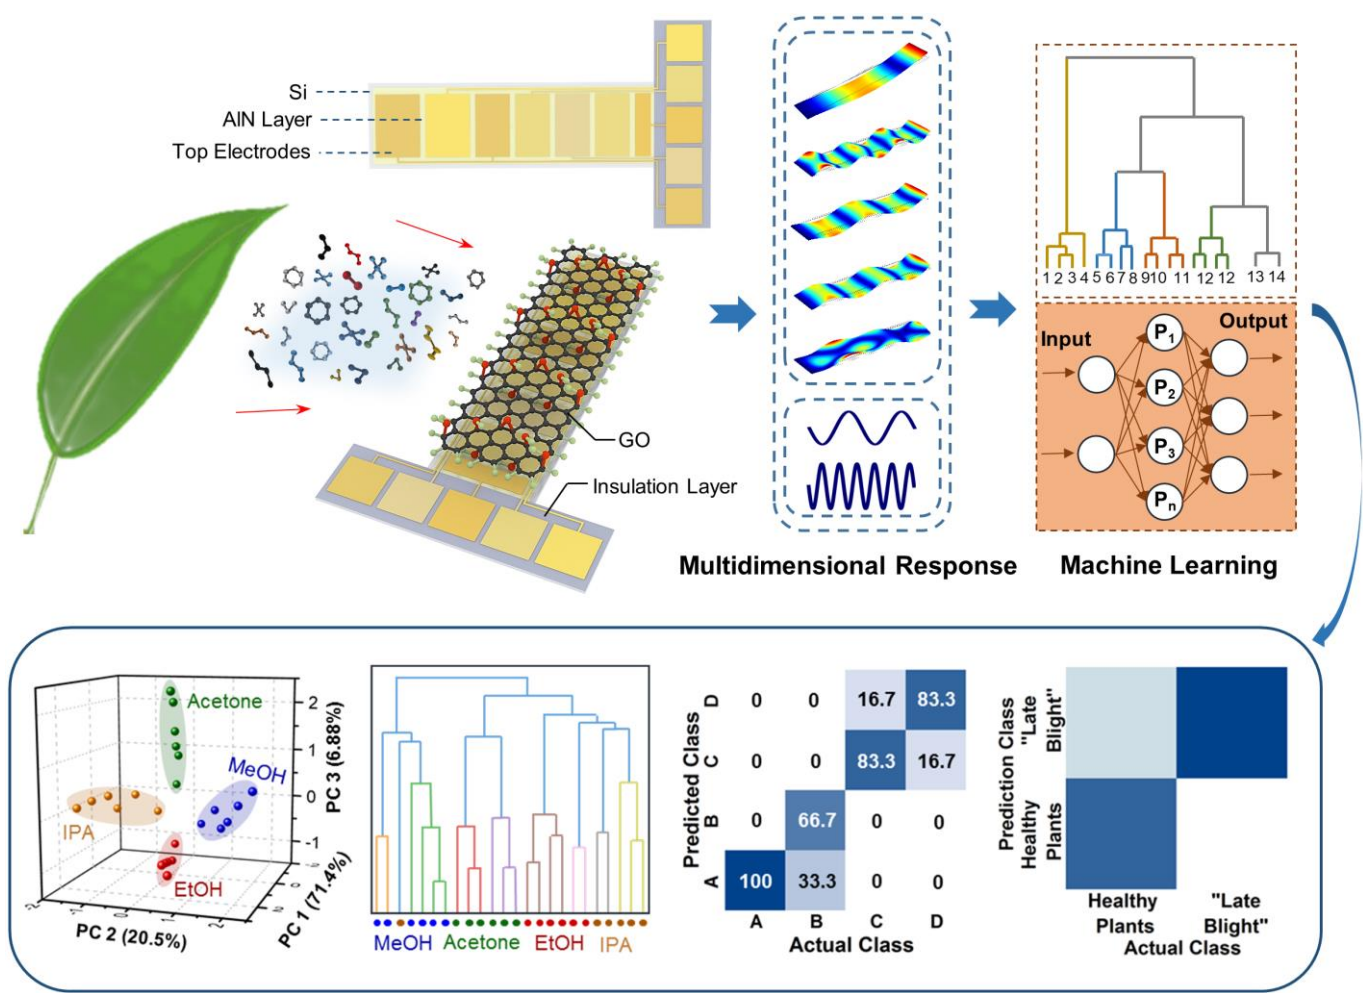 Si
AlN Layer
Top Electrodes
GO
Insulation Layer
1 2 3 4 5 6 7 8 9 10 11 12 12 13 14
Input
Output
P1
P2
P3
Pn
Multidimensional Response
Machine Learning
Acetone
MeOH
IPA
EtOH
2
1
0
-1
-2
PC 3 (6.88%)
PC 1 (71.4%)
PC 2 (20.5%)
MeOH Acetone EtOH IPA
Predicted Class
D 0 0 16.7 83.3
C 0 0 83.3 16.7
B 0 66.7 0 0
A 100 33.3 0 0
A B C D
Actual Class
Prediction Class
"Late
Blight"
Healthy
Plants
Healthy
Plants
"Late
Blight"
Actual Class